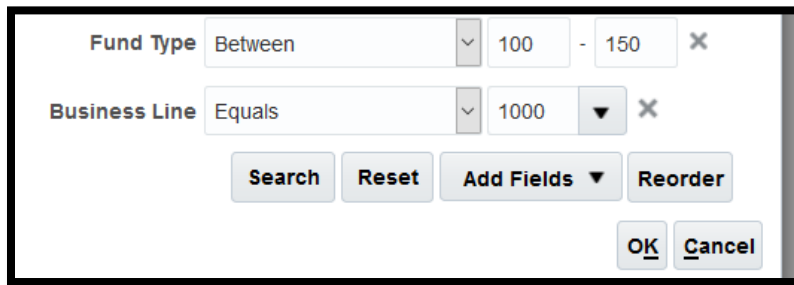 Fund Type Between 100 - 150
Business Line Equals 1000
Search Reset Add Fields Reorder
OK Cancel